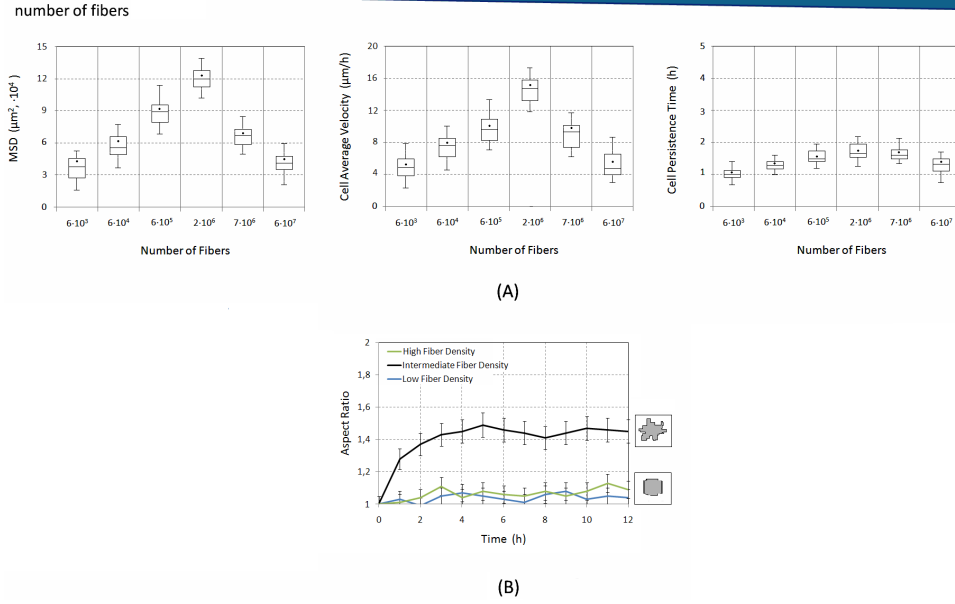 number of fibers
MSD (µm², ·10⁴ )
15
12
9
6
3
0
6·10³ 6·10⁴ 6·10⁵ 2·10⁶ 7·10⁶ 6·10⁷
Number of Fibers
Cell Average Velocity (µm/h)
20
16
12
8
4
0
6·10³ 6·10⁴ 6·10⁵ 2·10⁶ 7·10⁶ 6·10⁷
Number of Fibers
Cell Persistence Time (h)
5
4
3
2
1
0
6·10³ 6·10⁴ 6·10⁵ 2·10⁶ 7·10⁶ 6·10⁷
Number of Fibers
(A)
Aspect Ratio
2
1,8
1,6
1,4
1,2
1
High Fiber Density
Intermediate Fiber Density
Low Fiber Density
0 2 4 6 8 10 12
Time (h)
(B)